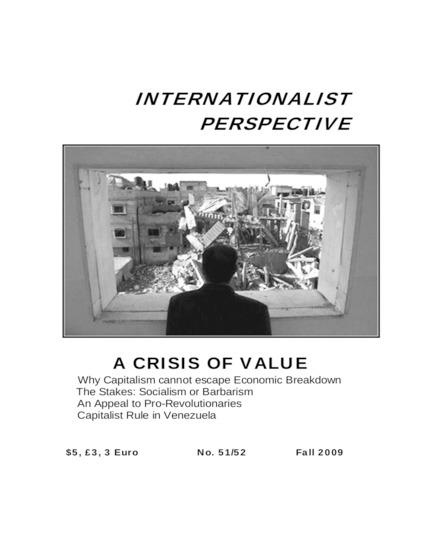 INTERNATIONALIST
PERSPECTIVE
A CRISIS OF VALUE
Why Capitalism cannot escape Economic Breakdown
The Stakes: Socialism or Barbarism
An Appeal to Pro-Revolutionaries
Capitalist Rule in Venezuela
$5, £3, 3 Euro No. 51/52 Fall 2009